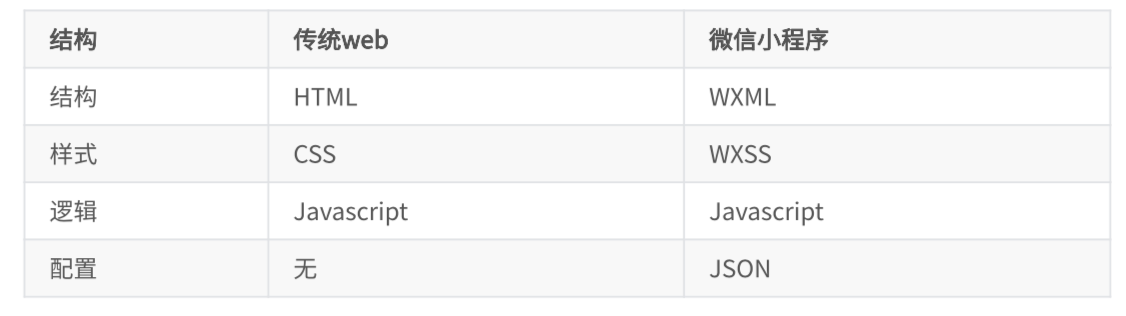 结构 传统web 微信小程序
结构 HTML WXML
样式 CSS WXSS
逻辑 Javascript Javascript
配置 无 JSON